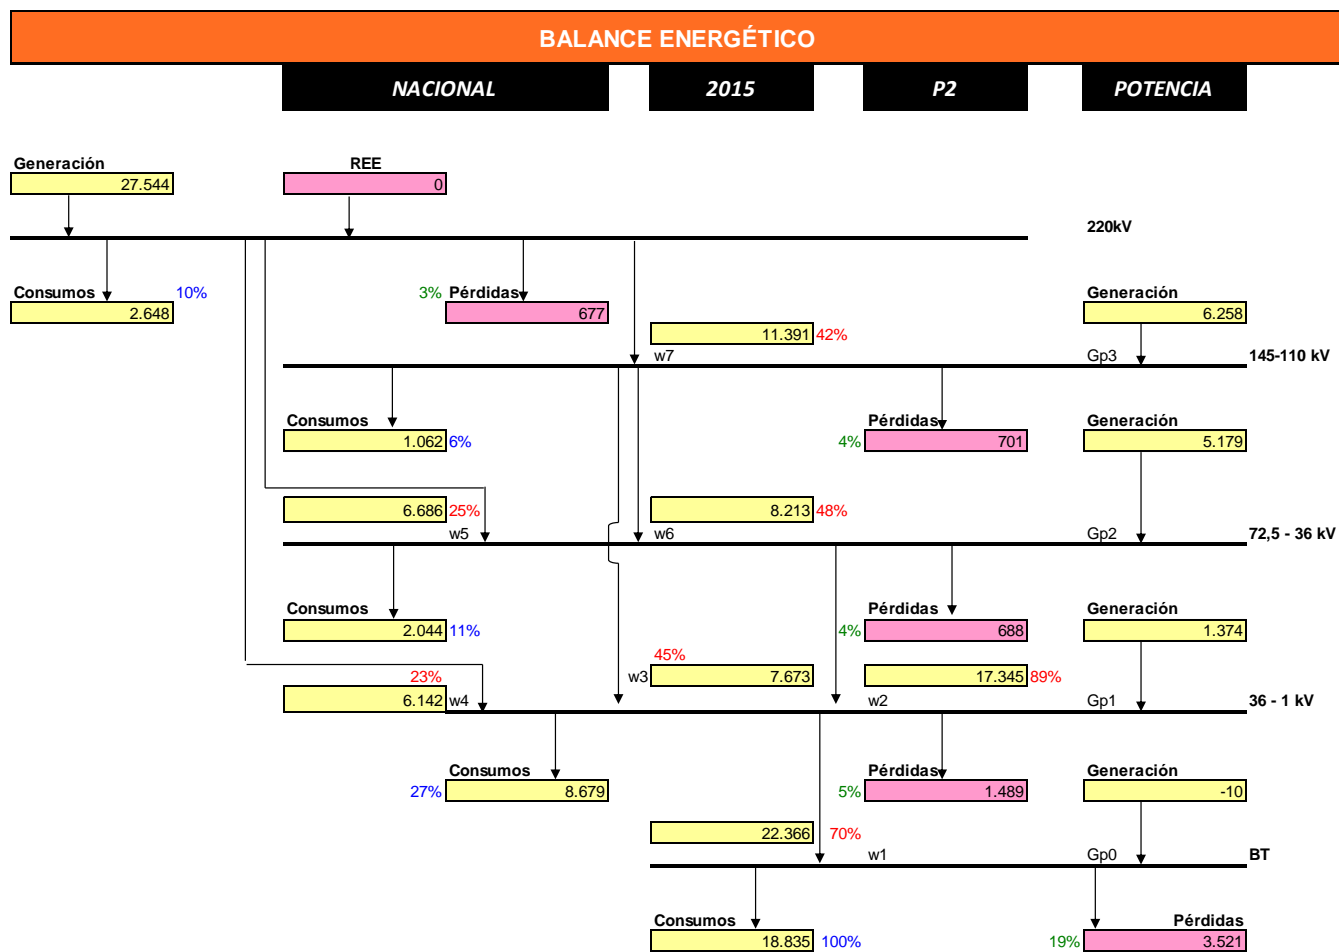 BALANCE ENERGÉTICO
NACIONAL 2015 P2 POTENCIA
Generación REE
27.544 0
220kV
Consumos 10% 3% Pérdidas Generación
2.648 677 6.258
11.391 42%
w7 Gp3 145-110 kV
Consumos Pérdidas Generación
1.062 6% 4% 701 5.179
6.686 25% 8.213 48%
w5 w6 Gp2 72,5 - 36 kV
Consumos Pérdidas Generación
2.044 11% 4% 688 1.374
45%
23% w3 7.673 17.345 89%
6.142 w4 w2 Gp1 36 - 1 kV
Consumos Pérdidas Generación
27% 8.679 5% 1.489 -10
22.366 70%
w1 Gp0 BT
Consumos Pérdidas
18.835 100% 19% 3.521